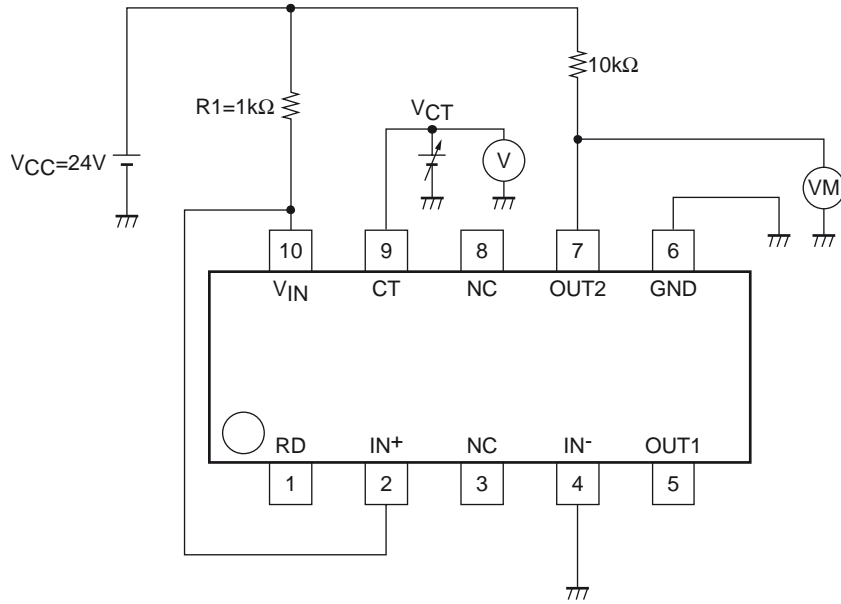 10kΩ
R1=1kΩ
VCT
V
VCC=24V
VM
10 9 8 7 6
VIN CT NC OUT2 GND
RD IN+ NC IN- OUT1
1 2 3 4 5